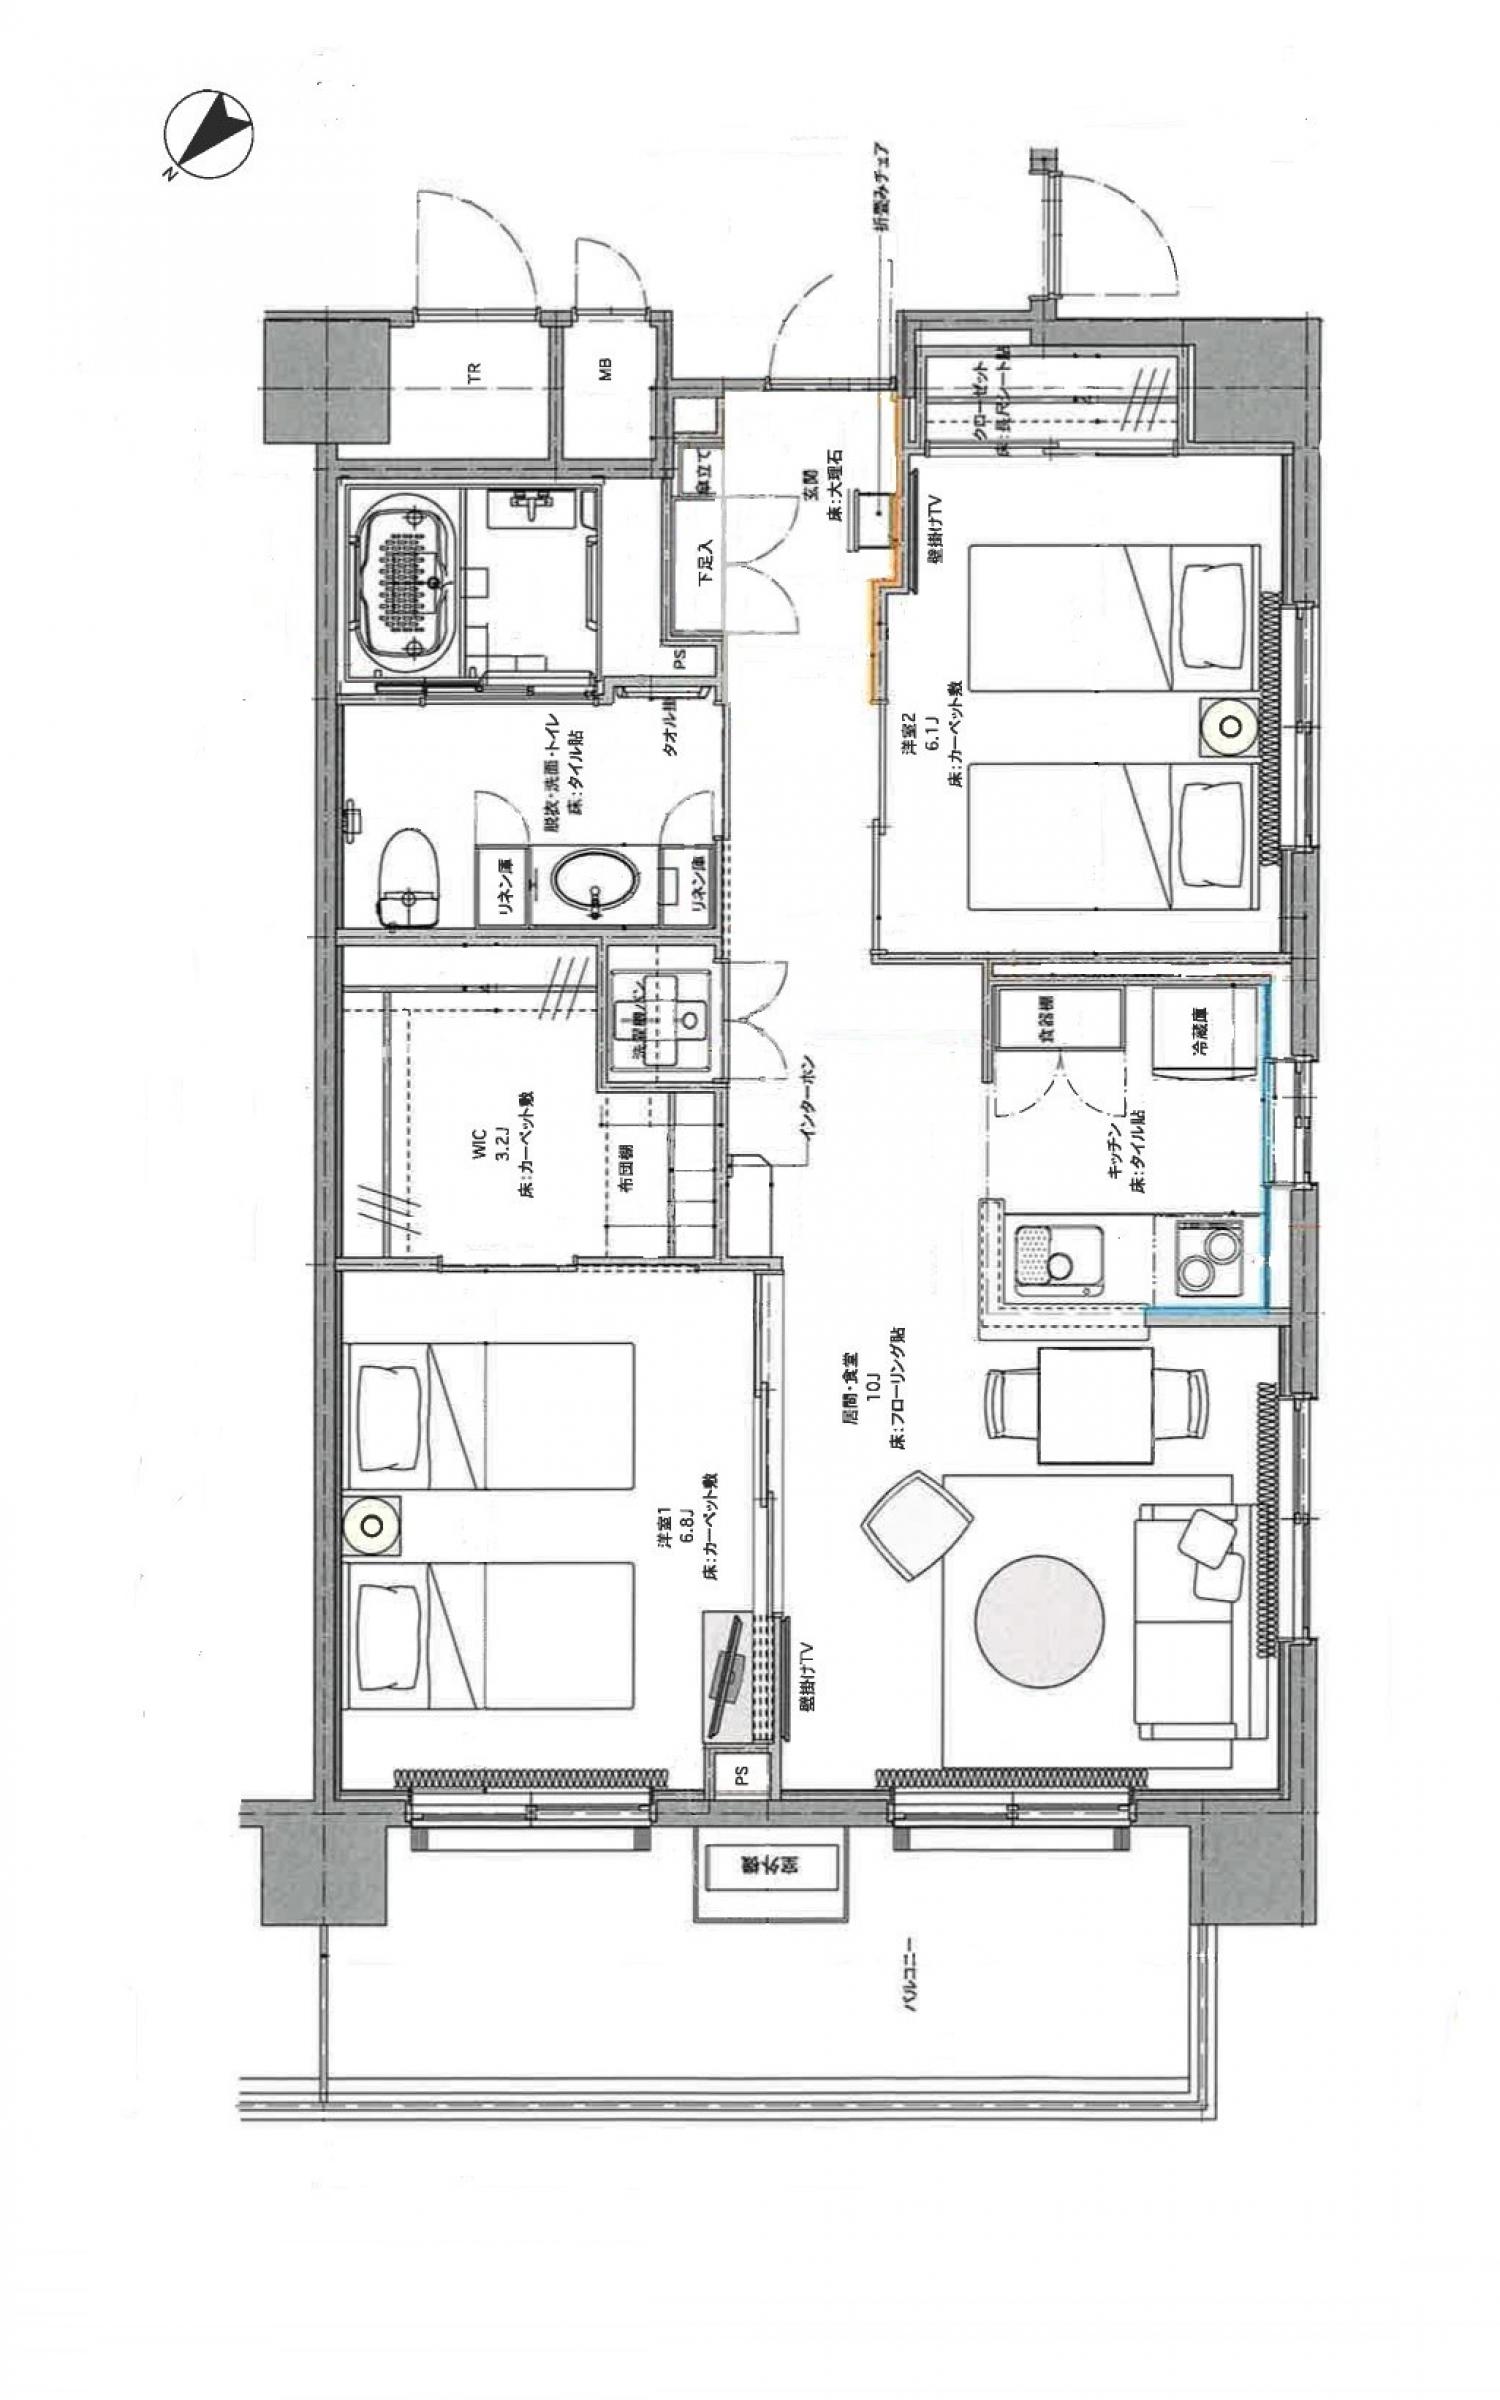 N
折畳みチェア
TR
MB
クローゼット
床：長尺シート貼
傘立て
玄関
床：大理石
壁掛けTV
下足入
PS
タオル掛
脱衣・洗面・トイレ
床：タイル貼
洋室2
6.1J
床：カーペット敷
リネン庫
リネン庫
洗濯機パン
食器棚
冷蔵庫
インターホン
WIC
3.2J
床：カーペット敷
布団棚
キッチン
床：タイル貼
居間・食堂
10J
床：フローリング貼
洋室1
6.8J
床：カーペット敷
壁掛けTV
PS
室外機
バルコニー